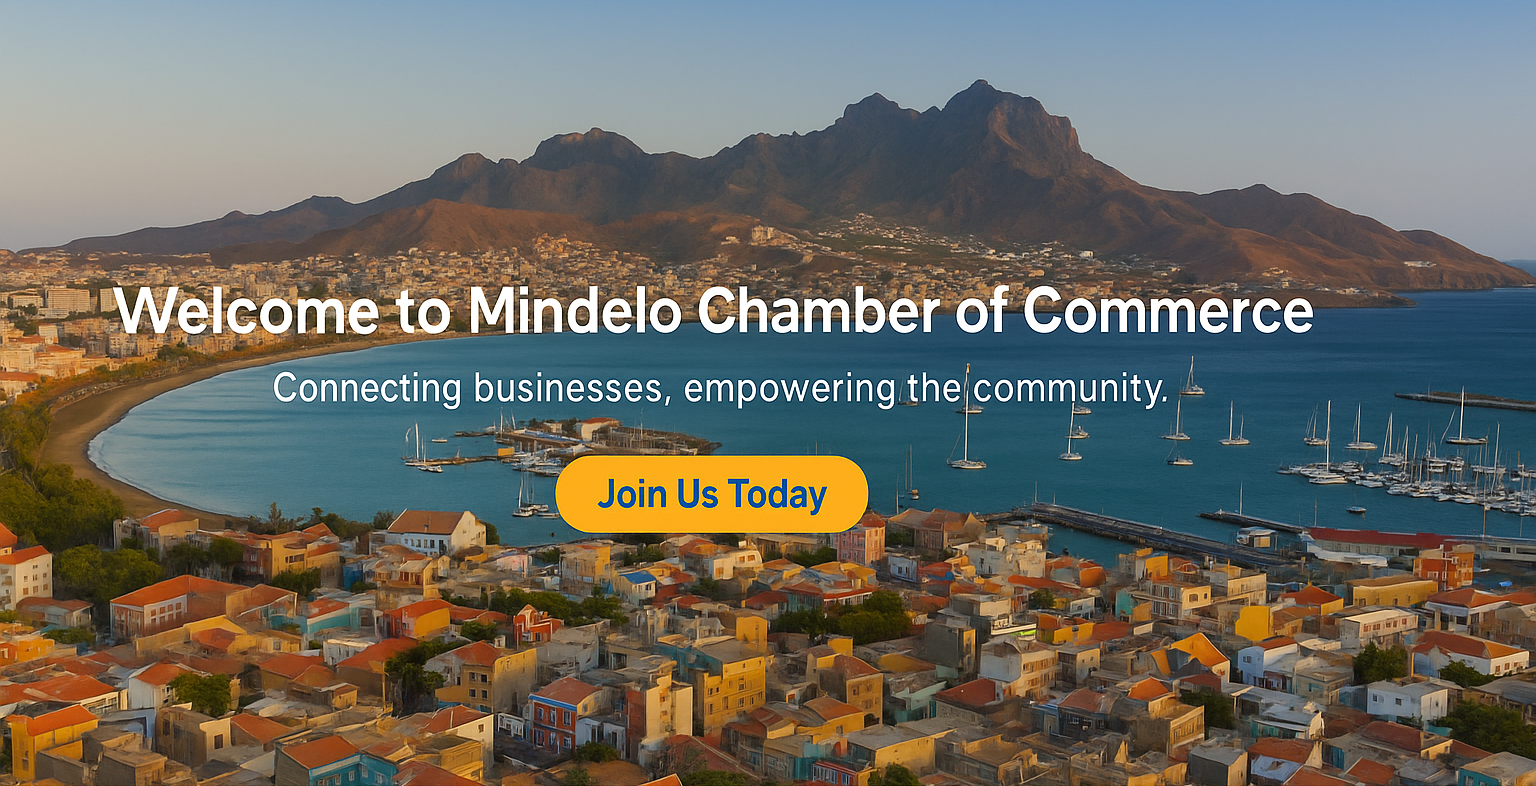 Welcome to Mindelo Chamber of Commerce
Connecting businesses, empowering the community.
Join Us Today